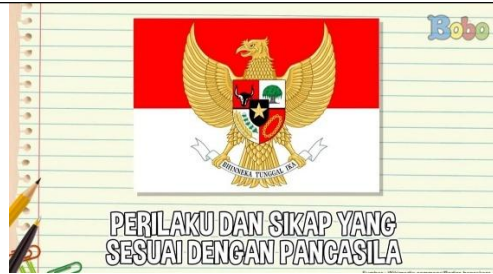 Bobo
BHINNEKA TUNGGAL IKA
PERILAKU DAN SIKAP YANG
SESUAI DENGAN PANCASILA